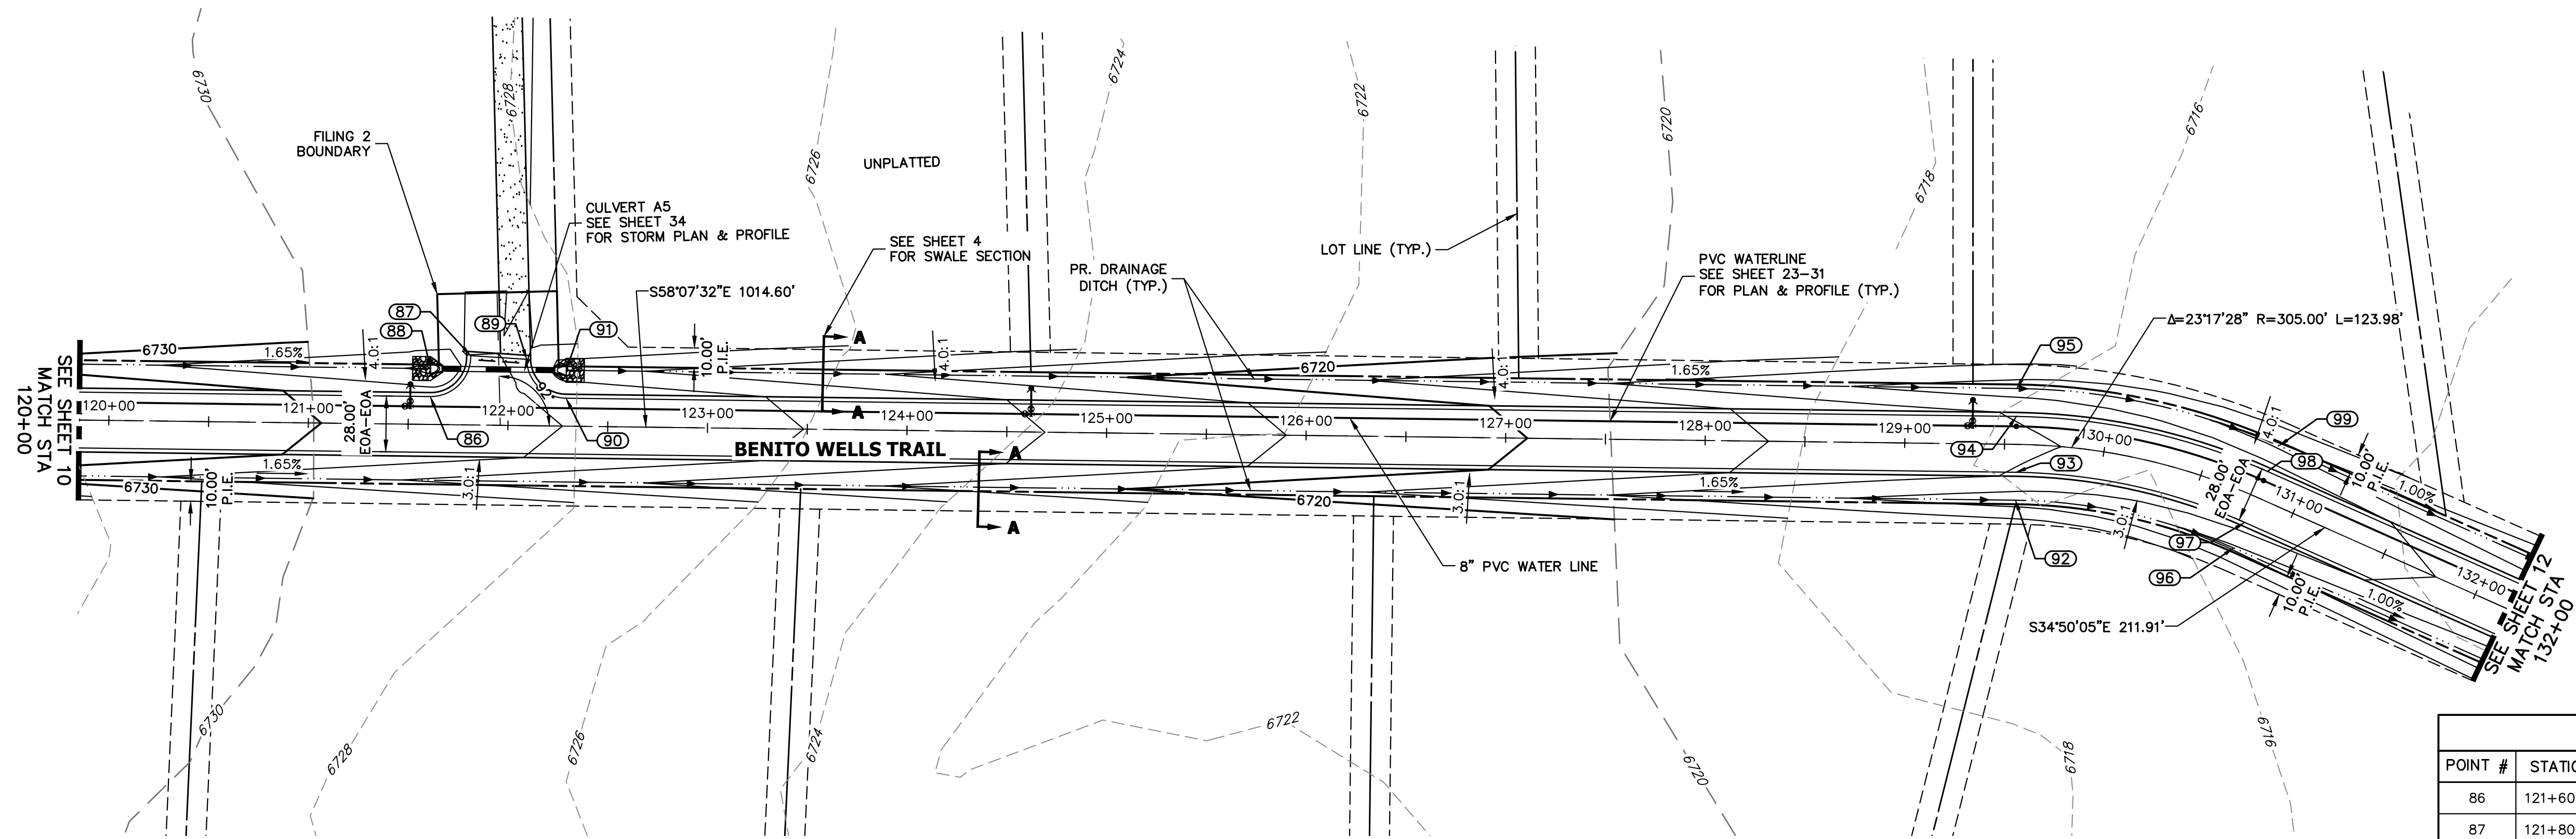 6730
6728
6726
6724
6722
6720
6718
6716
FILING 2
BOUNDARY
UNPLATTED
CULVERT A5
SEE SHEET 34
FOR STORM PLAN & PROFILE
SEE SHEET 4
FOR SWALE SECTION
PR. DRAINAGE
DITCH (TYP.)
LOT LINE (TYP.)
PVC WATERLINE
SEE SHEET 23-31
FOR PLAN & PROFILE (TYP.)
S58°07'32"E 1014.60'
Δ=23°17'28" R=305.00' L=123.98'
87
88
89
91
95
99
SEE SHEET 10
MATCH STA
120+00
6730
1.65%
4.0:1
10.00'
P.I.E.
4.0:1
6720
4.0:1
1.65%
4.0:1
10.00'
P.I.E.
1.00%
A
A
120+00
121+00
122+00
123+00
124+00
125+00
126+00
127+00
128+00
129+00
130+00
131+00
132+00
28.00'
EOA-EOA
86
90
94
93
98
28.00'
EOA-EOA
BENITO WELLS TRAIL
A
A
6730
1.65%
10.00'
P.I.E.
3.0:1
6720
3.0:1
1.65%
3.0:1
92
97
96
10.00'
P.I.E.
1.00%
8" PVC WATER LINE
S34°50'05"E 211.91'
SEE SHEET 12
MATCH STA
132+00
6730
6728
6726
6724
6722
6720
6718
6716
POINT #
86 121+60
87 121+80